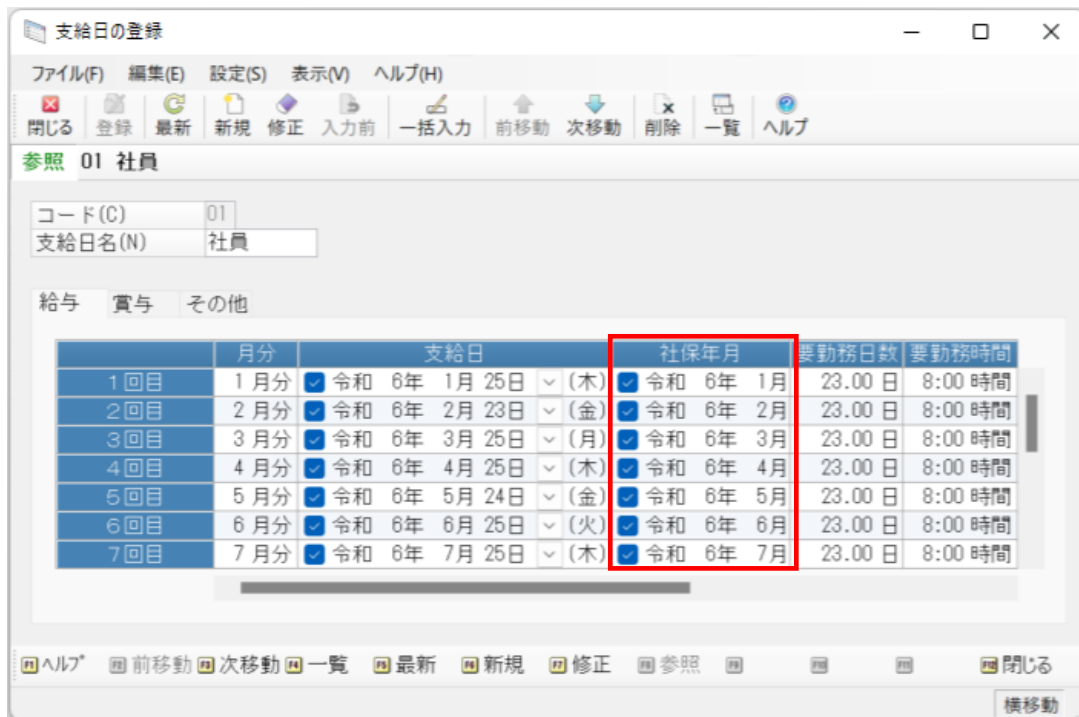 支給日の登録
ファイル(F) 編集(E) 設定(S) 表示(V) ヘルプ(H)
閉じる 登録 最新 新規 修正 入力前 一括入力 前移動 次移動 削除 一覧 ヘルプ
参照 01 社員
コード(C) 01
支給日名(N) 社員
給与 賞与 その他
月分 支給日 社保年月 要勤務日数 要勤務時間
1回目 1 月分 令和 6年 1月 25日 (木) 令和 6年 1月 23.00 日 8:00 時間
2回目 2 月分 令和 6年 2月 23日 (金) 令和 6年 2月 23.00 日 8:00 時間
3回目 3 月分 令和 6年 3月 25日 (月) 令和 6年 3月 23.00 日 8:00 時間
4回目 4 月分 令和 6年 4月 25日 (木) 令和 6年 4月 23.00 日 8:00 時間
5回目 5 月分 令和 6年 5月 24日 (金) 令和 6年 5月 23.00 日 8:00 時間
6回目 6 月分 令和 6年 6月 25日 (火) 令和 6年 6月 23.00 日 8:00 時間
7回目 7 月分 令和 6年 7月 25日 (木) 令和 6年 7月 23.00 日 8:00 時間
F1 ヘルプ F2 前移動 F3 次移動 F4 一覧 F5 最新 F6 新規 F7 修正 F8 参照 F9 F10 F11 F12 閉じる
横移動